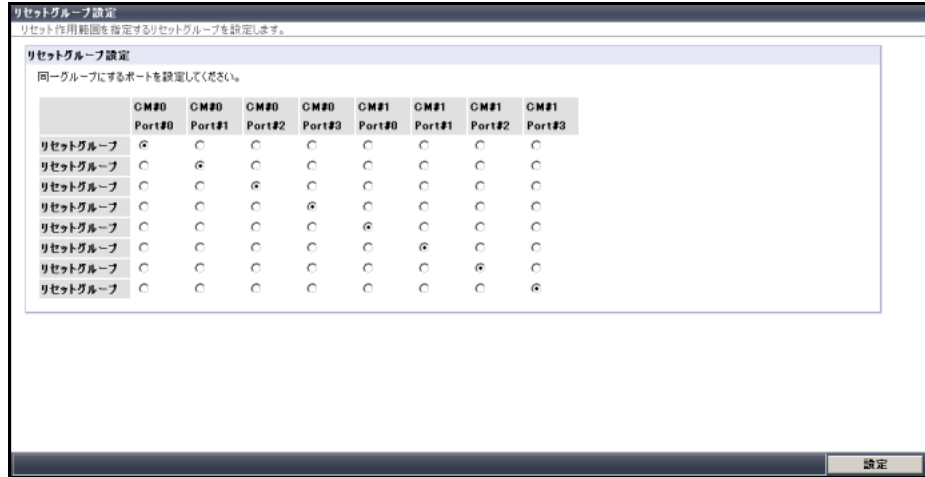 リセットグループ設定
リセット作用範囲を指定するリセットグループを設定します。
リセットグループ設定
同一グループにするポートを設定してください。
CM#0 CM#0 CM#0 CM#0 CM#1 CM#1 CM#1 CM#1
Port#0 Port#1 Port#2 Port#3 Port#0 Port#1 Port#2 Port#3
リセットグループ
リセットグループ
リセットグループ
リセットグループ
リセットグループ
リセットグループ
リセットグループ
リセットグループ
設定